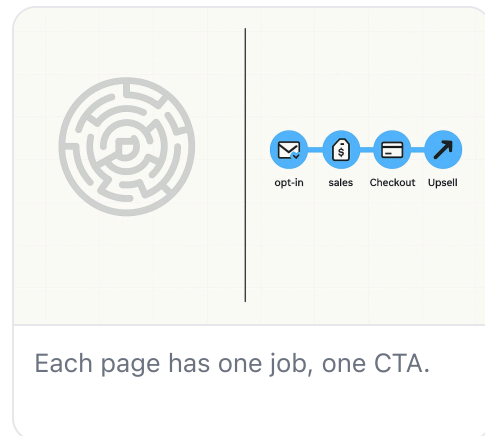 $
opt-in
sales
Checkout
Upsell
Each page has one job, one CTA.